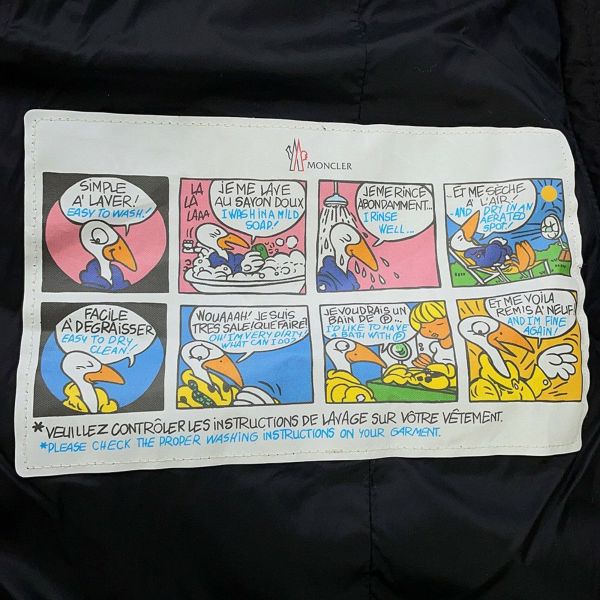 MONCLER
SIMPLE
A' LAVER!
EASY TO WASH!
LA
LA
LAAA
JE ME LAVE
AU SAVON DOUX
I WASH IN A MILD
SOAP!
JE ME RINCE
ABONDAMMENT...
I RINSE
WELL...
...ET ME SÈCHE
À L'AIR!
-AND DRY IN AN
AERATED
SPOT!
FACILE
A' DEGRAISSER
EASY TO DRY
CLEAN!
WOUAAAH! JE SUIS
TRES SALE! QUE FAIRE!
OH! I'M VERY DIRTY!
WHAT CAN I DO?
JE VOUDRAIS UN
BAIN DE Ⓟ...
I'D LIKE TO HAVE
A BATH WITH Ⓟ
ET ME VOILA
REMIS A' NEUF!
AND I'M FINE
AGAIN!
*VEUILLEZ CONTRÔLER LES INSTRUCTIONS DE LAVAGE SUR VÔTRE VÊTEMENT.
*PLEASE CHECK THE PROPER WASHING INSTRUCTIONS ON YOUR GARMENT.